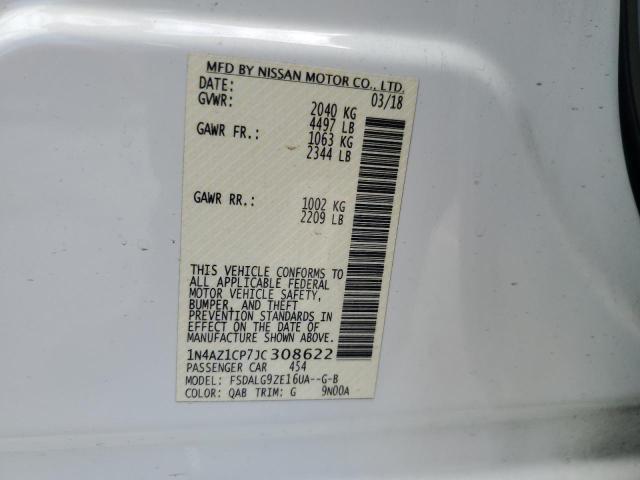 MFD BY NISSAN MOTOR CO., LTD.
DATE: 03/18
GVWR: 2040 KG
4497 LB
GAWR FR.: 1063 KG
2344 LB
GAWR RR.: 1002 KG
2209 LB
THIS VEHICLE CONFORMS TO
ALL APPLICABLE FEDERAL
MOTOR VEHICLE SAFETY,
BUMPER, AND THEFT
PREVENTION STANDARDS IN
EFFECT ON THE DATE OF
MANUFACTURE SHOWN ABOVE.
1N4AZ1CP7JC308622
PASSENGER CAR 454
MODEL: FSDALG9ZE16UA--G-B
COLOR: QAB TRIM: G 9N00A